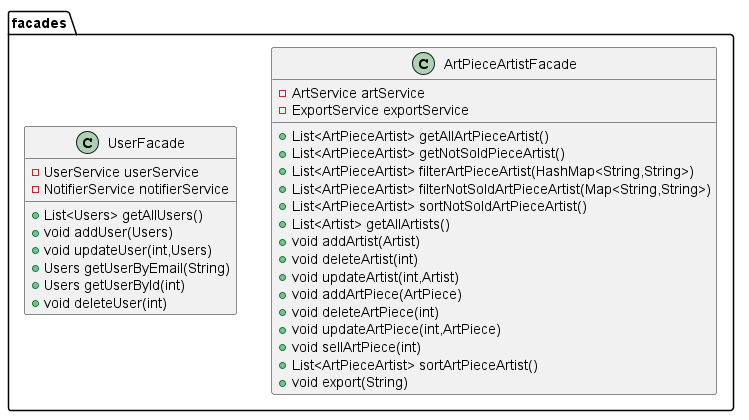 facades
C UserFacade
UserService userService
NotifierService notifierService
List<Users> getAllUsers()
void addUser(Users)
void updateUser(int,Users)
Users getUserByEmail(String)
Users getUserById(int)
void deleteUser(int)
C ArtPieceArtistFacade
ArtService artService
ExportService exportService
List<ArtPieceArtist> getAllArtPieceArtist()
List<ArtPieceArtist> getNotSoldPieceArtist()
List<ArtPieceArtist> filterArtPieceArtist(HashMap<String,String>)
List<ArtPieceArtist> filterNotSoldArtPieceArtist(Map<String,String>)
List<ArtPieceArtist> sortNotSoldArtPieceArtist()
List<Artist> getAllArtists()
void addArtist(Artist)
void deleteArtist(int)
void updateArtist(int,Artist)
void addArtPiece(ArtPiece)
void deleteArtPiece(int)
void updateArtPiece(int,ArtPiece)
void sellArtPiece(int)
List<ArtPieceArtist> sortArtPieceArtist()
void export(String)